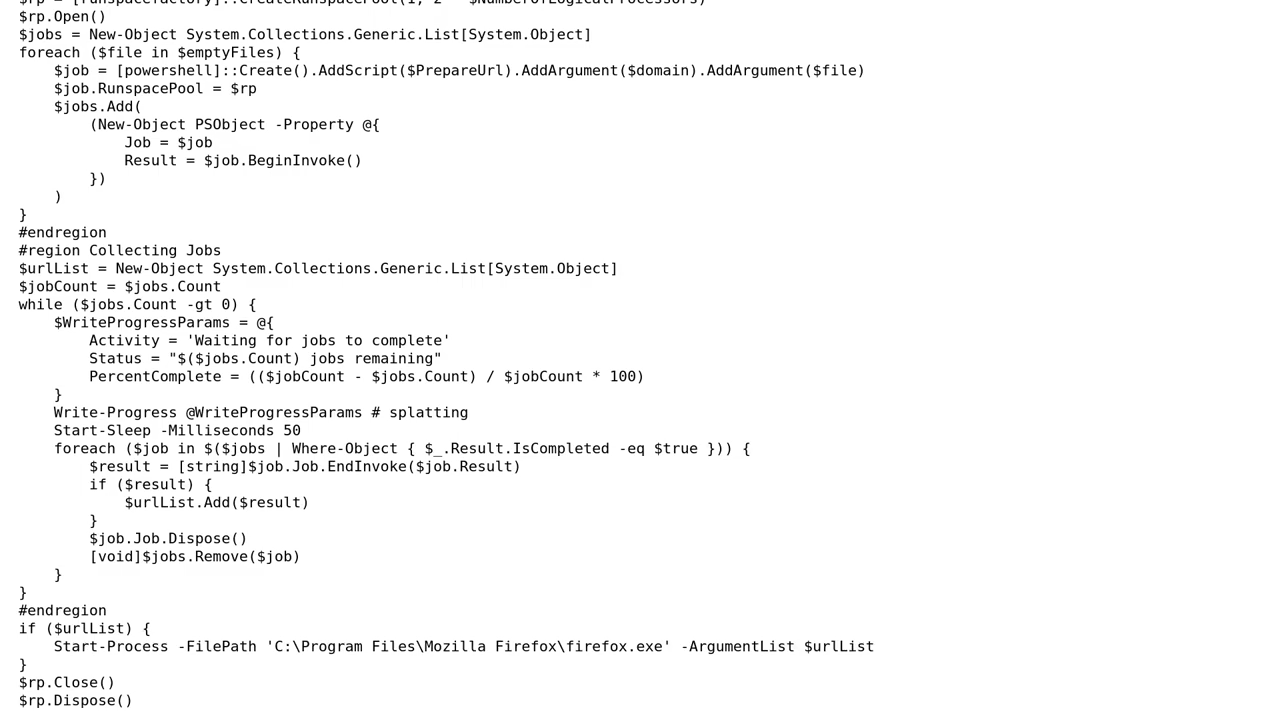 $rp.Open()
$jobs = New-Object System.Collections.Generic.List[System.Object]
foreach ($file in $emptyFiles) {
    $job = [powershell]::Create().AddScript($PrepareUrl).AddArgument($domain).AddArgument($file)
    $job.RunspacePool = $rp
    $jobs.Add(
        (New-Object PSObject -Property @{
            Job = $job
            Result = $job.BeginInvoke()
        })
    )
}
#endregion
#region Collecting Jobs
$urlList = New-Object System.Collections.Generic.List[System.Object]
$jobCount = $jobs.Count
while ($jobs.Count -gt 0) {
    $WriteProgressParams = @{
        Activity = 'Waiting for jobs to complete'
        Status = "$($jobs.Count) jobs remaining"
        PercentComplete = (($jobCount - $jobs.Count) / $jobCount * 100)
    }
    Write-Progress @WriteProgressParams # splatting
    Start-Sleep -Milliseconds 50
    foreach ($job in $($jobs | Where-Object { $_.Result.IsCompleted -eq $true })) {
        $result = [string]$job.Job.EndInvoke($job.Result)
        if ($result) {
            $urlList.Add($result)
        }
        $job.Job.Dispose()
        [void]$jobs.Remove($job)
    }
}
#endregion
if ($urlList) {
    Start-Process -FilePath 'C:\Program Files\Mozilla Firefox\firefox.exe' -ArgumentList $urlList
}
$rp.Close()
$rp.Dispose()